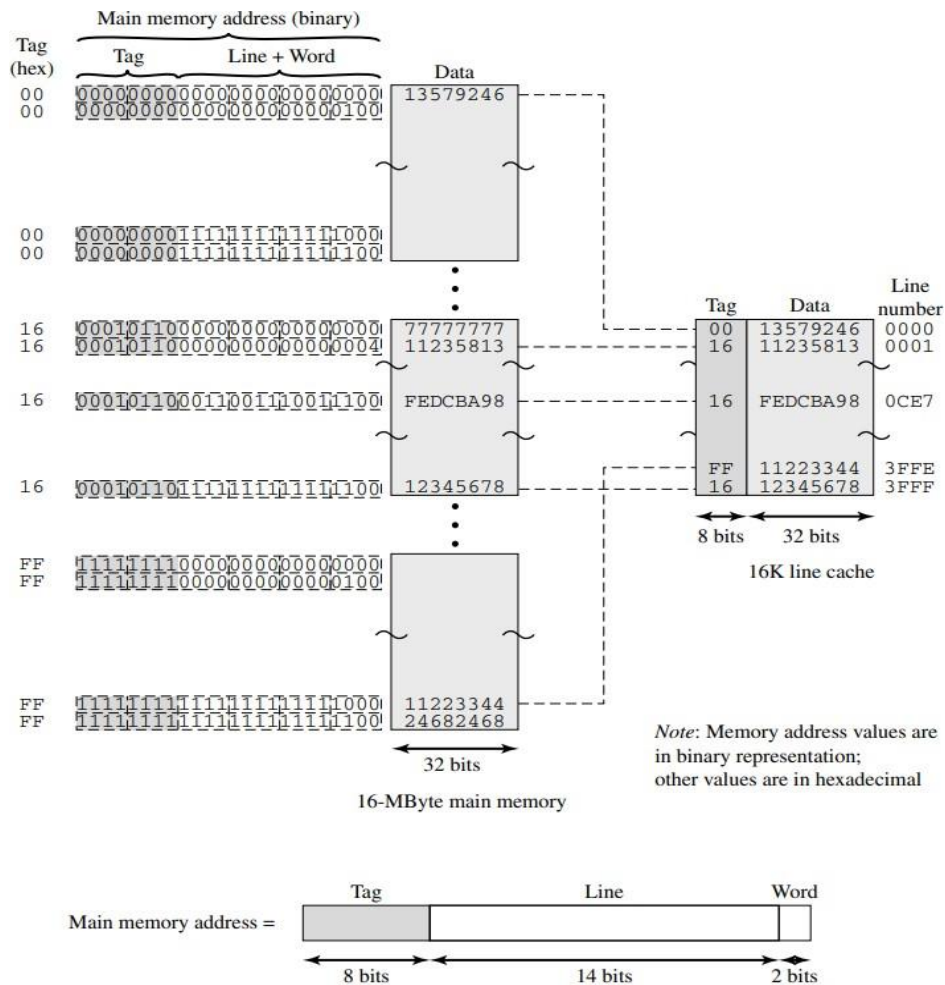 Main memory address (binary)
Tag
(hex)
Tag
Line + Word
Data
00 000000000000000000000000 13579246
00 000000000000000000000100
00 000000001111111111111000
00 000000001111111111111100
Line
Tag Data number
16 000101100000000000000000 77777777 00 13579246 0000
16 000101100000000000000004 11235813 16 11235813 0001
16 000101100011001110011100 FEDCBA98 16 FEDCBA98 0CE7
FF 11223344 3FFE
16 000101101111111111111100 12345678 16 12345678 3FFF
8 bits 32 bits
16K line cache
FF 111111110000000000000000
FF 111111110000000000000100
FF 111111111111111111111000 11223344
FF 111111111111111111111100 24682468
32 bits
16-MByte main memory
Note: Memory address values are
in binary representation;
other values are in hexadecimal
Tag Line Word
Main memory address =
8 bits 14 bits 2 bits